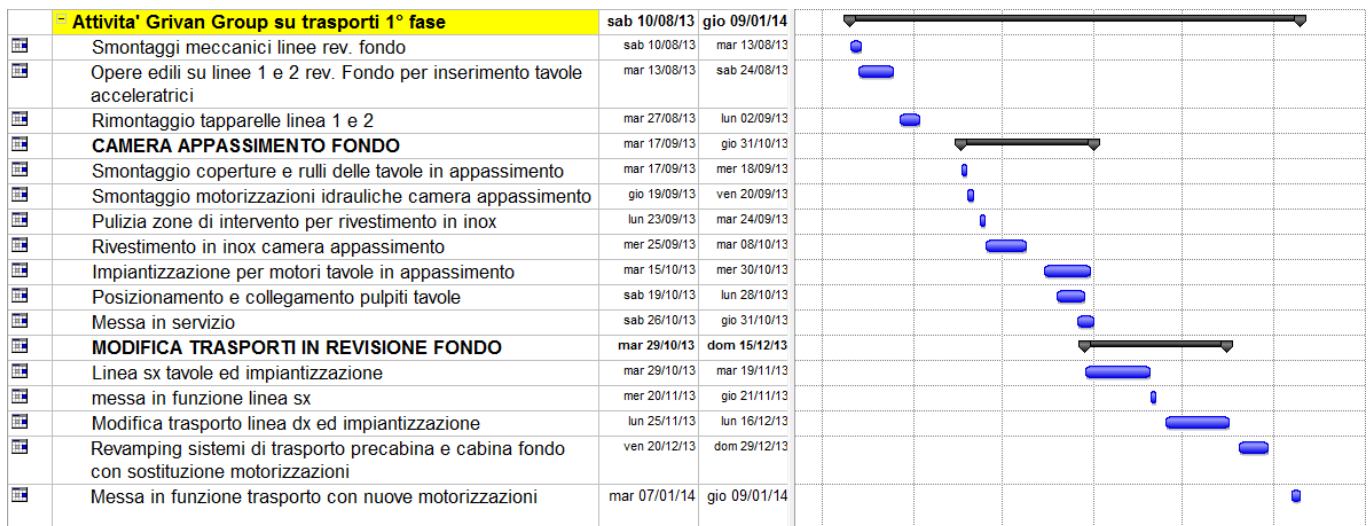 Attivita' Grivan Group su trasporti 1° fase sab 10/08/13 gio 09/01/14
Smontaggi meccanici linee rev. fondo sab 10/08/13 mar 13/08/13
Opere edili su linee 1 e 2 rev. Fondo per inserimento tavole mar 13/08/13 sab 24/08/13
acceleratrici
Rimontaggio tapparelle linea 1 e 2 mar 27/08/13 lun 02/09/13
CAMERA APPASSIMENTO FONDO mar 17/09/13 gio 31/10/13
Smontaggio coperture e rulli delle tavole in appassimento mar 17/09/13 mer 18/09/13
Smontaggio motorizzazioni idrauliche camera appassimento gio 19/09/13 ven 20/09/13
Pulizia zone di intervento per rivestimento in inox lun 23/09/13 mar 24/09/13
Rivestimento in inox camera appassimento mer 25/09/13 mar 08/10/13
Impiantizzazione per motori tavole in appassimento mar 15/10/13 mer 30/10/13
Posizionamento e collegamento pulpiti tavole sab 19/10/13 lun 28/10/13
Messa in servizio sab 26/10/13 gio 31/10/13
MODIFICA TRASPORTI IN REVISIONE FONDO mar 29/10/13 dom 15/12/13
Linea sx tavole ed impiantizzazione mar 29/10/13 mar 19/11/13
messa in funzione linea sx mer 20/11/13 gio 21/11/13
Modifica trasporto linea dx ed impiantizzazione lun 25/11/13 lun 16/12/13
Revamping sistemi di trasporto precabina e cabina fondo ven 20/12/13 dom 29/12/13
con sostituzione motorizzazioni
Messa in funzione trasporto con nuove motorizzazioni mar 07/01/14 gio 09/01/14